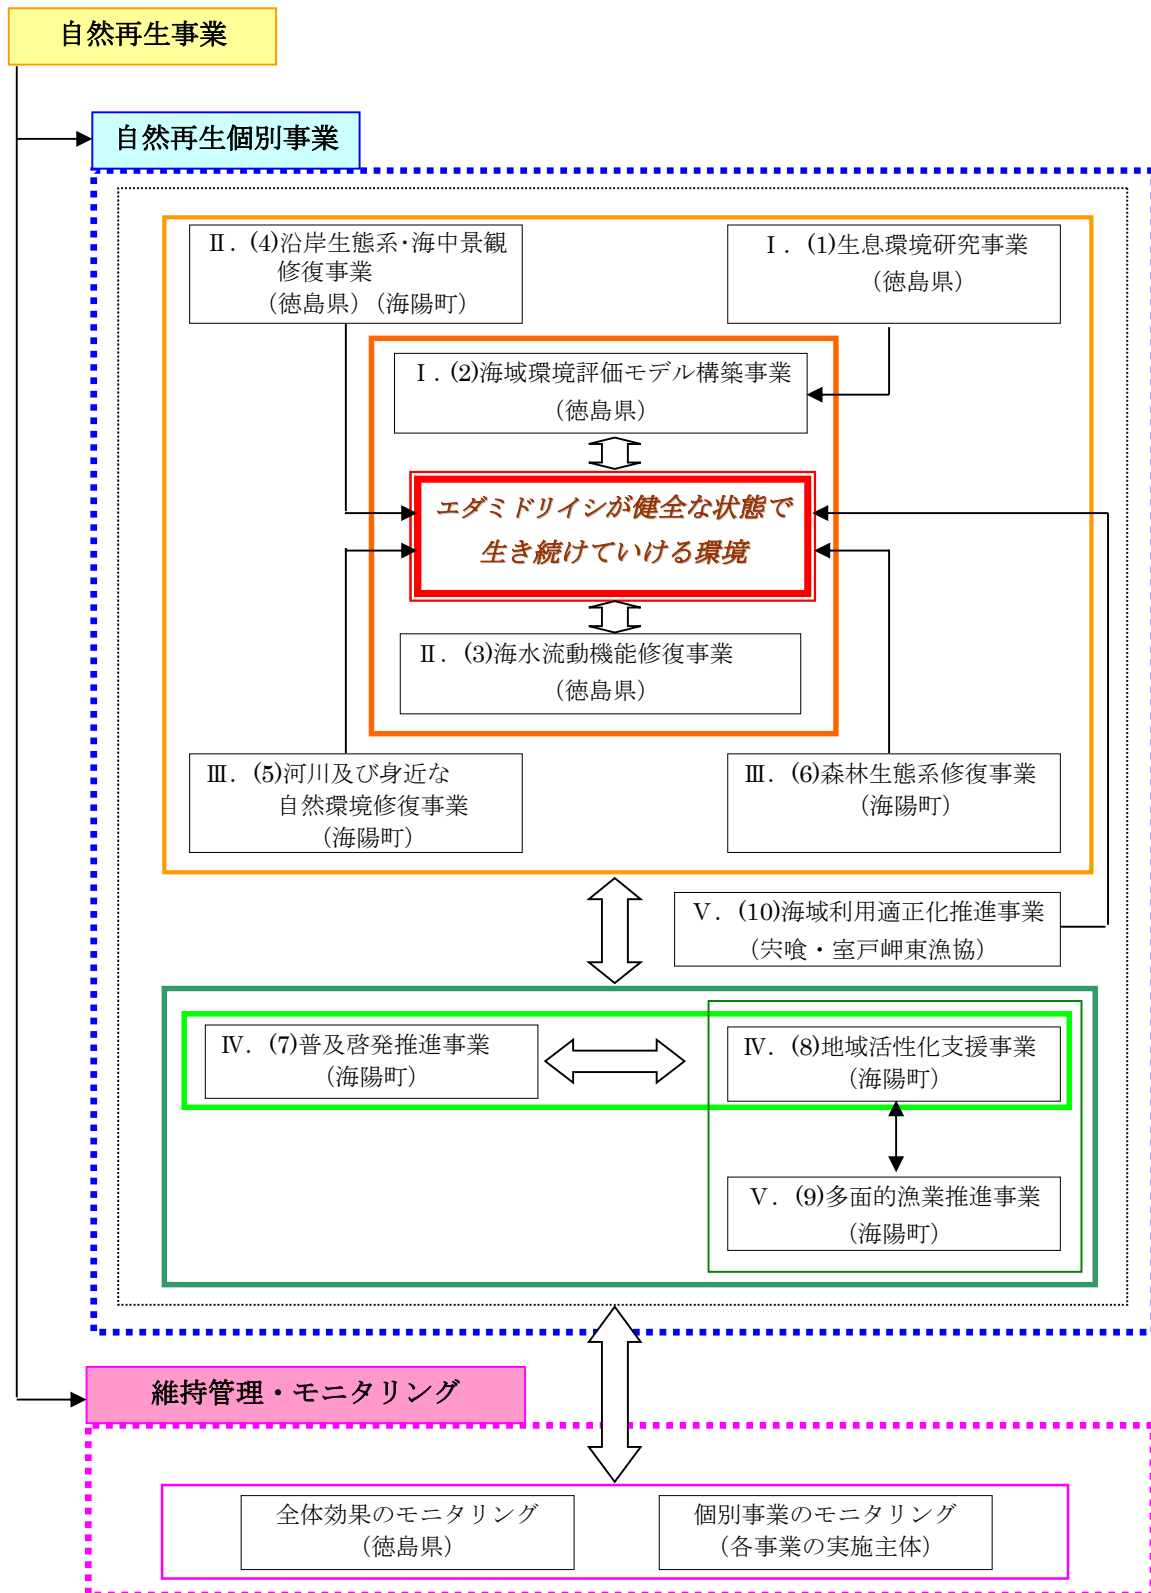 自然再生事業
自然再生個別事業
Ⅱ．(4)沿岸生態系・海中景観
修復事業
（徳島県）（海陽町）
Ⅰ．(1)生息環境研究事業
（徳島県）
Ⅰ．(2)海域環境評価モデル構築事業
（徳島県）
エダミドリイシが健全な状態で
生き続けていける環境
Ⅱ．(3)海水流動機能修復事業
（徳島県）
Ⅲ．(5)河川及び身近な
自然環境修復事業
（海陽町）
Ⅲ．(6)森林生態系修復事業
（海陽町）
Ⅴ．(10)海域利用適正化推進事業
（宍喰・室戸岬東漁協）
Ⅳ．(7)普及啓発推進事業
（海陽町）
Ⅳ．(8)地域活性化支援事業
（海陽町）
Ⅴ．(9)多面的漁業推進事業
（海陽町）
維持管理・モニタリング
全体効果のモニタリング
（徳島県）
個別事業のモニタリング
（各事業の実施主体）